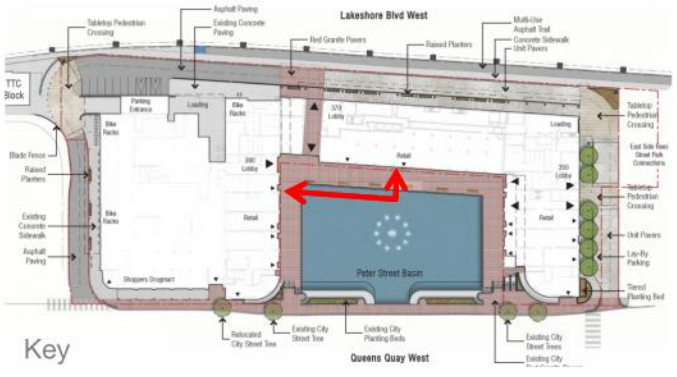 Lakeshore Blvd West
Tabletop Pedestrian
Crossing
Asphalt Paving
Existing Concrete
Paving
Red Granite Pavers
Raised Planters
Multi-Use
Asphalt Trail
Concrete Sidewalk
Unit Pavers
TTC
Block
Parking
Entrance
Loading
Bike
Racks
370
Lobby
Loading
Tabletop
Pedestrian
Crossing
Bike
Racks
Blade Fence
Raised
Planters
390
Lobby
Retail
350
Lobby
East Side Rees
Street Park
Connections
Tabletop
Pedestrian
Crossing
Existing
Concrete
Sidewalk
Bike
Racks
Retail
Retail
Unit Pavers
Asphalt
Paving
Lay-By
Parking
Shoppers Drugmart
Peter Street Basin
Tiered
Planting Bed
Relocated
City Street Tree
Existing City
Street Tree
Existing City
Planting Beds
Existing City
Street Trees
Existing City
Key
Queens Quay West